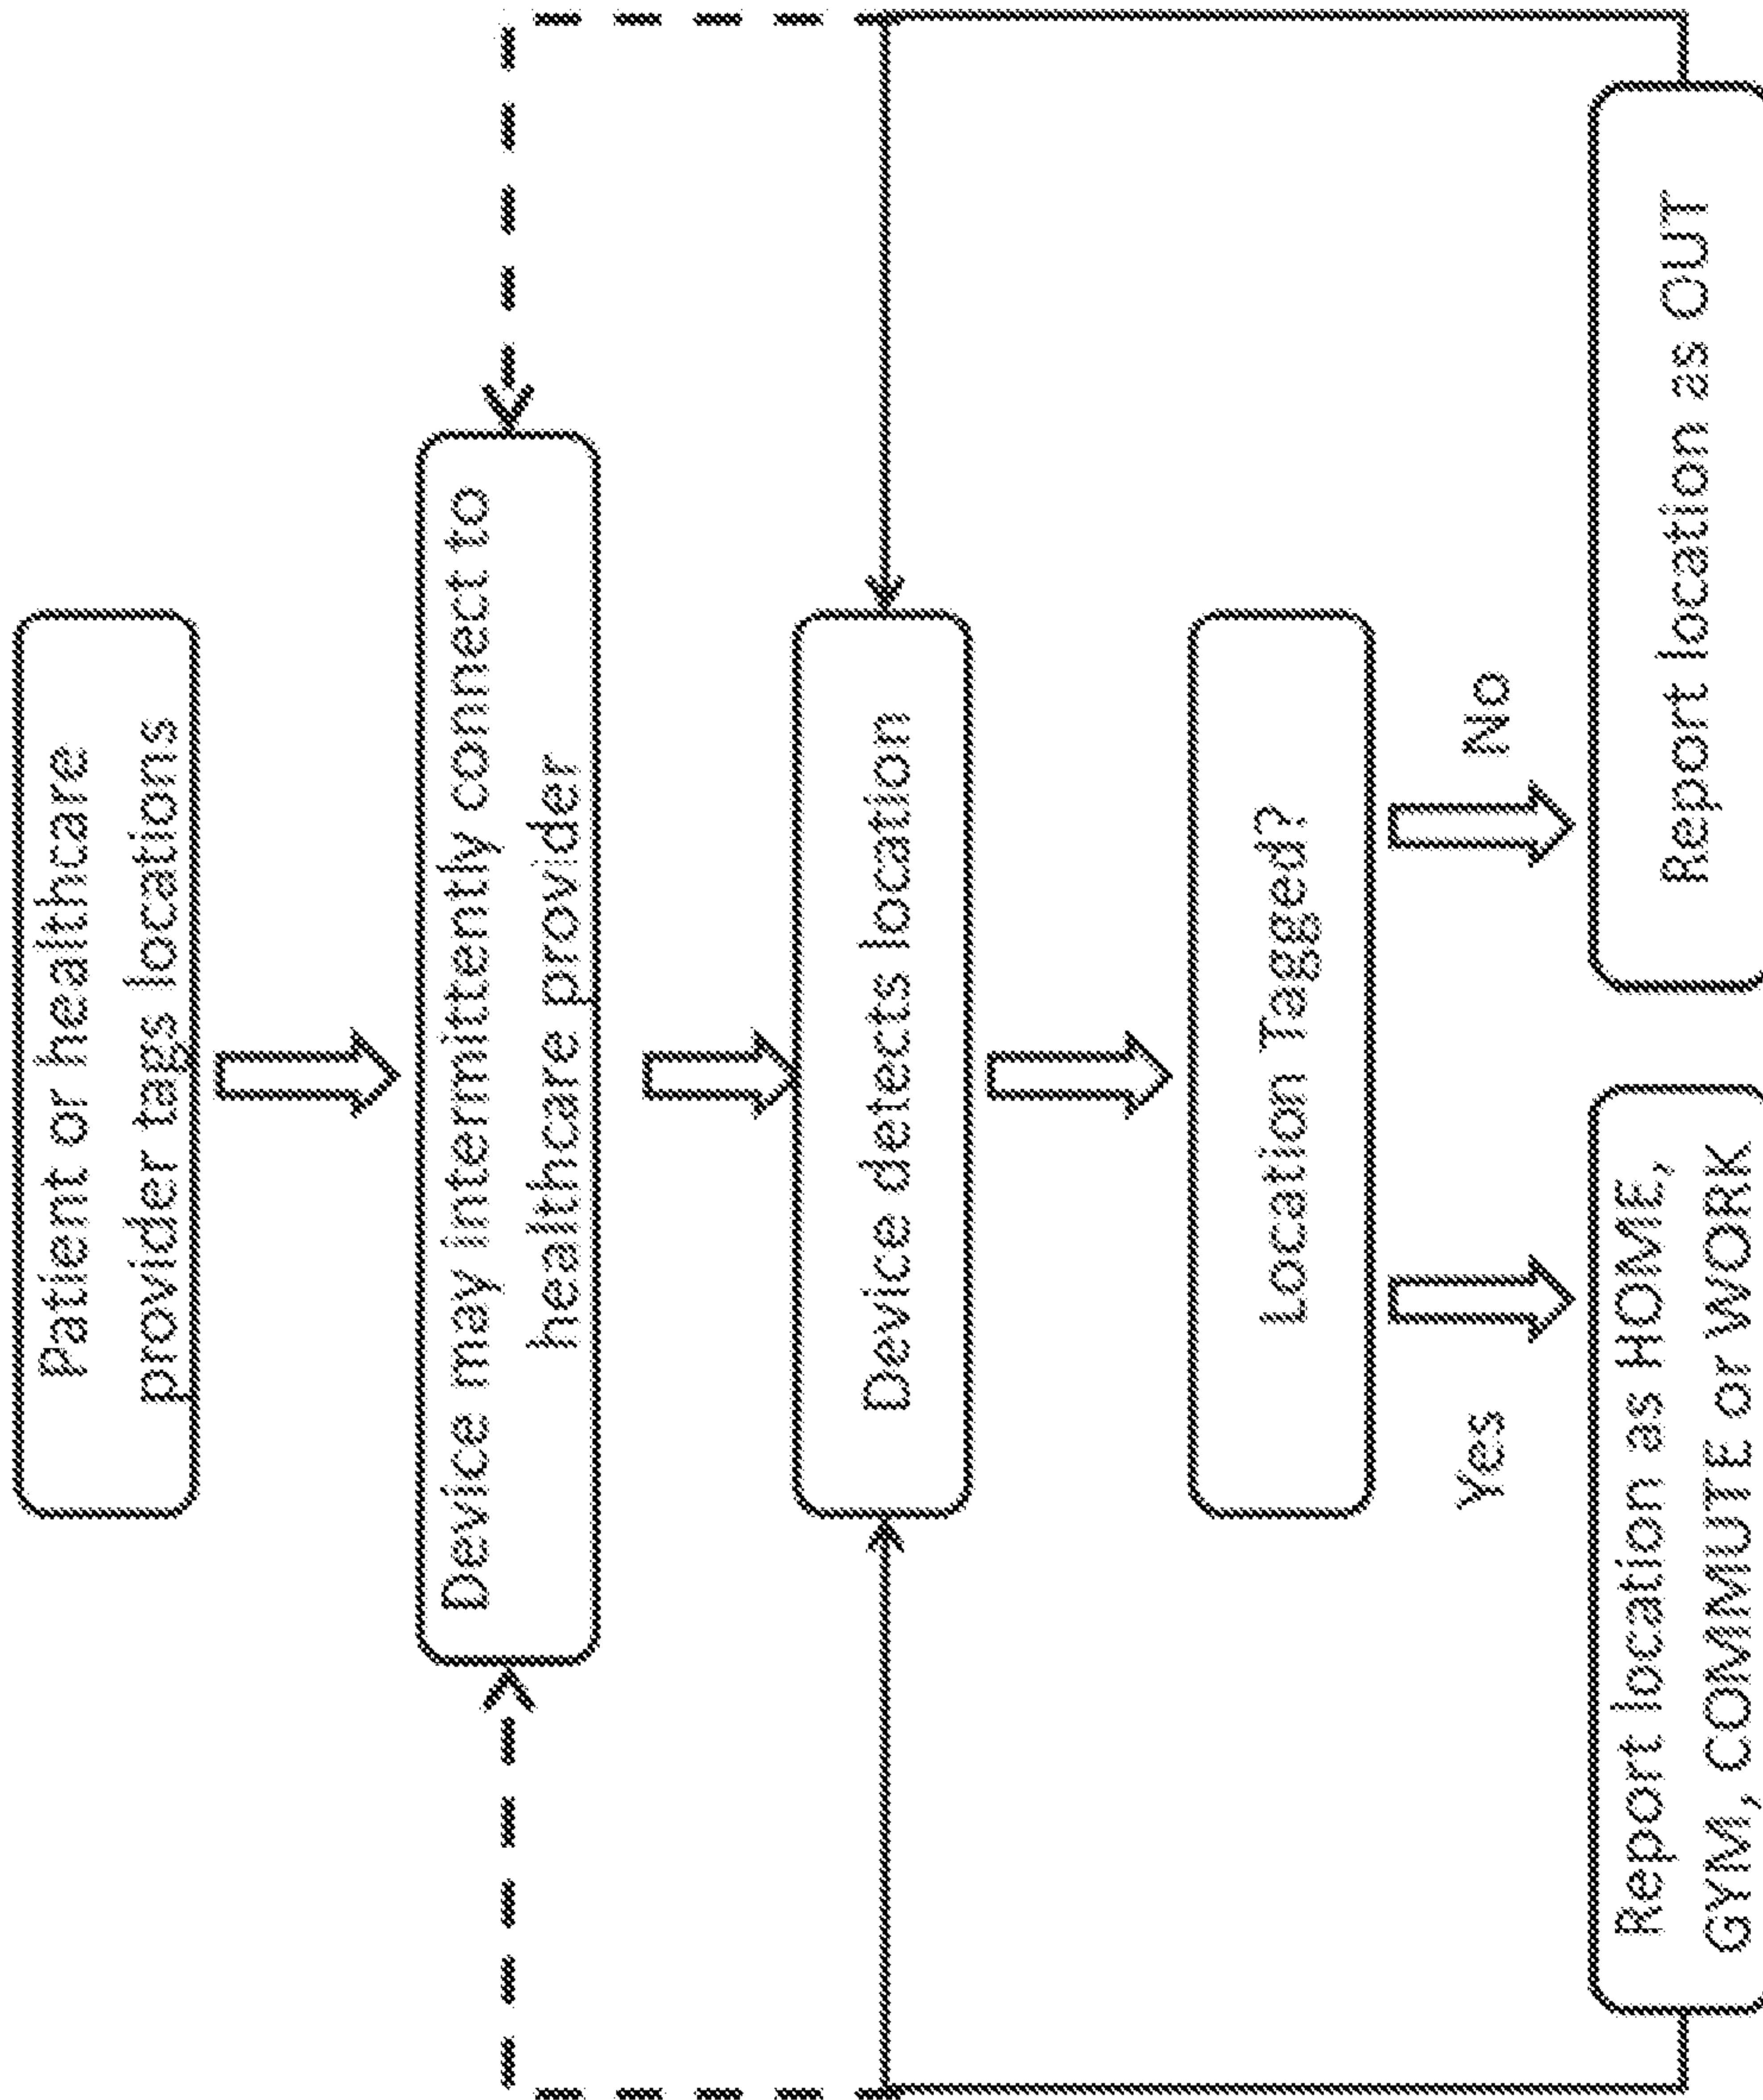 Patient or healthcare
provider tags locations
Device may intermittently connect to
healthcare provider
Device detects location
Location Tagged?
Yes
No
Report location as HOME,
GYM, COMMUTE or WORK
Report location as OUT